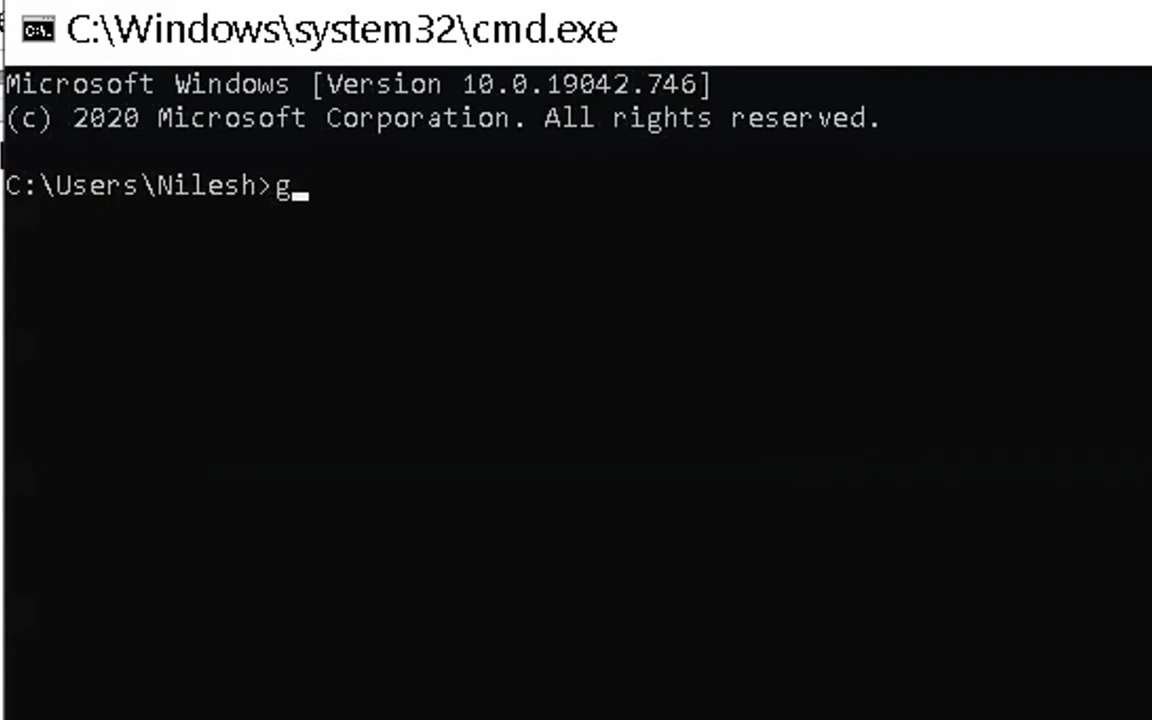 C:\Windows\system32\cmd.exe
Microsoft Windows [Version 10.0.19042.746]
(c) 2020 Microsoft Corporation. All rights reserved.
C:\Users\Nilesh>g